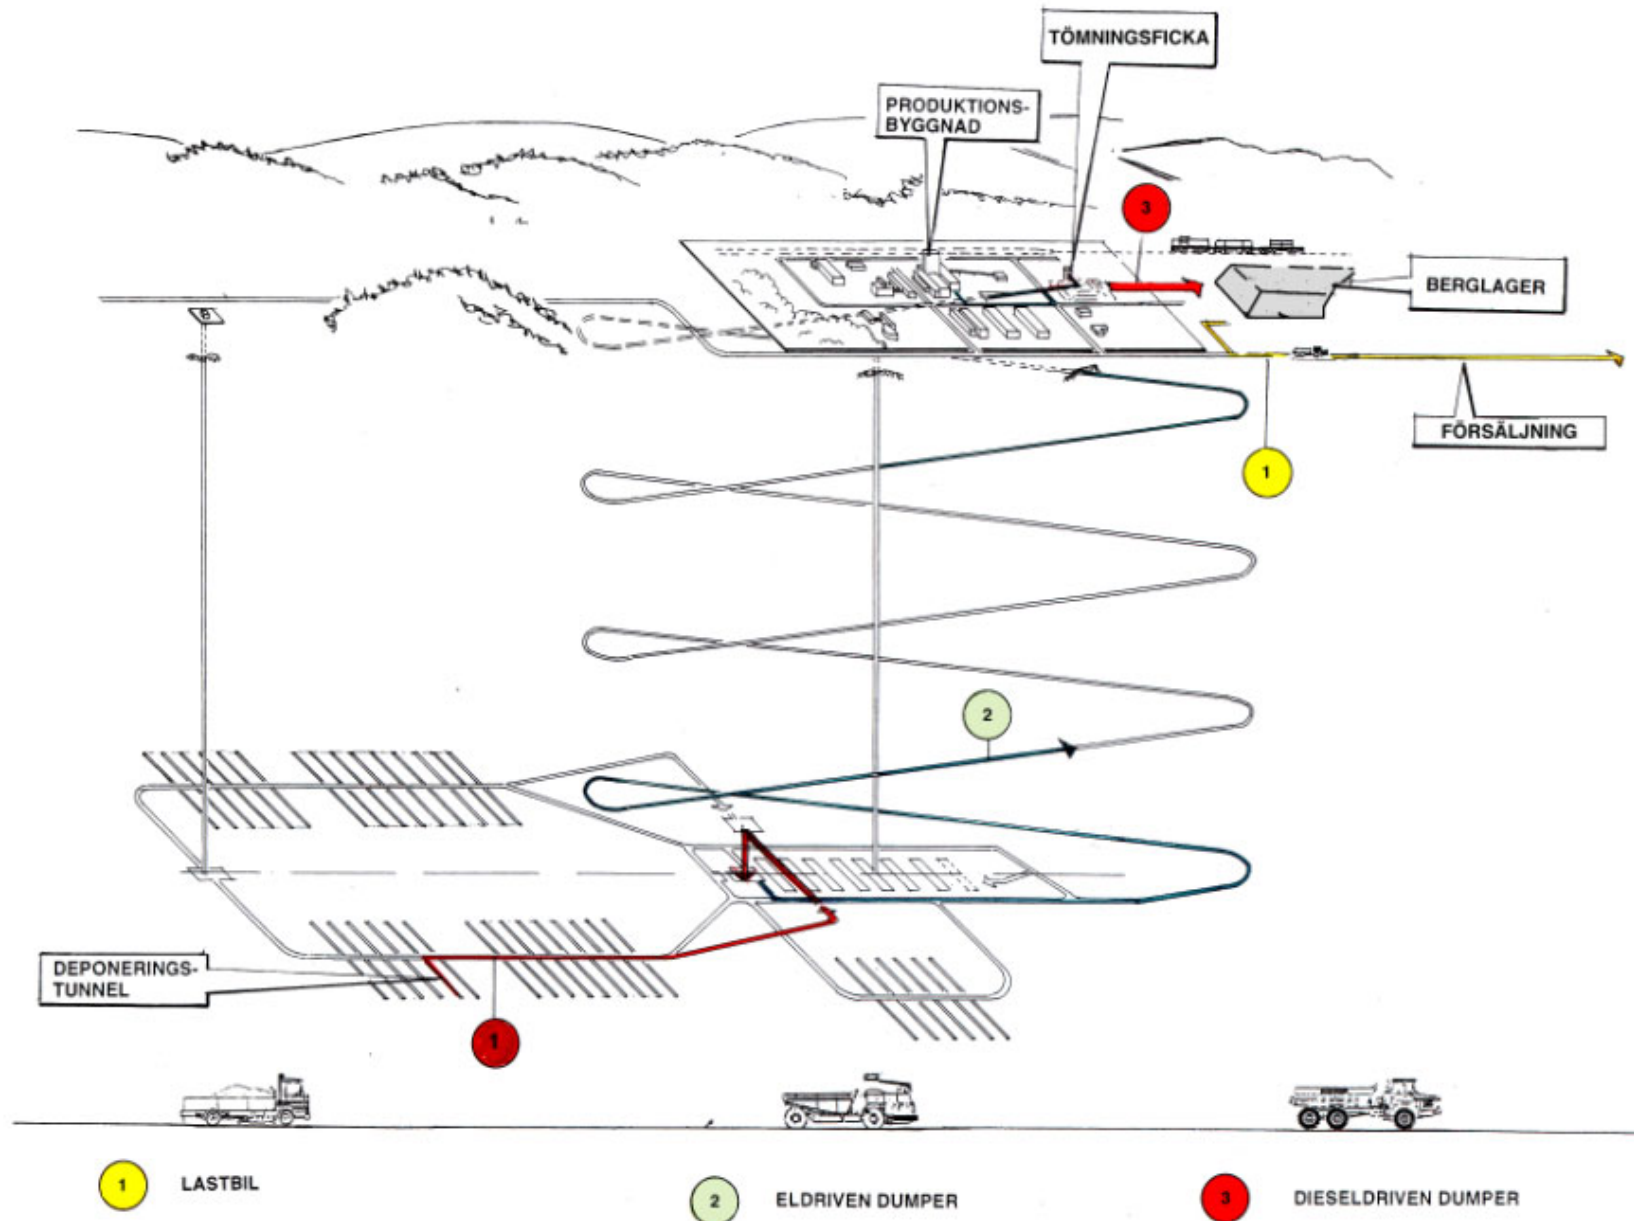 TÖMNINGSFICKA
PRODUKTIONS-
BYGGNAD
3
BERGLAGER
B
FÖRSÄLJNING
1
2
DEPONERINGS-
TUNNEL
1
1 LASTBIL
2 ELDRIVEN DUMPER
3 DIESELDRIVEN DUMPER